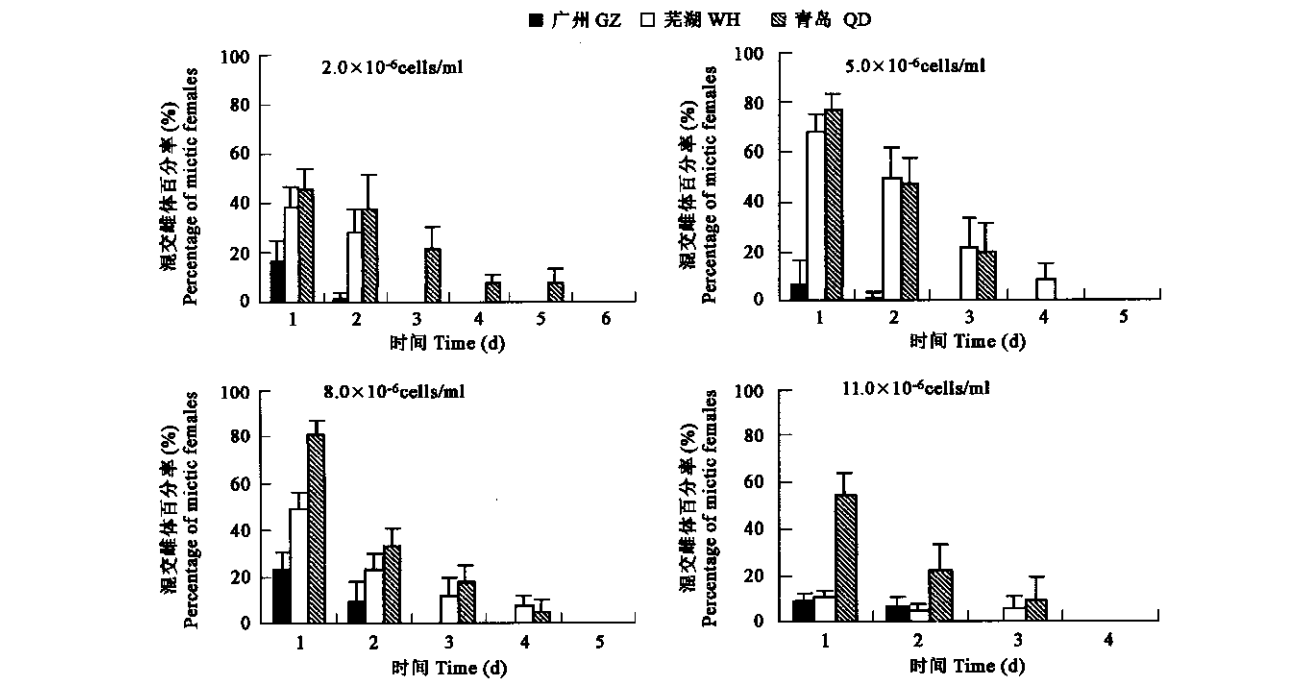 广州 GZ 芜湖 WH 青岛 QD
2.0×10⁻⁶cells/ml
混交雌体百分率(%)
Percentage of mictic females
100
80
60
40
20
0
1 2 3 4 5 6
时间 Time (d)
5.0×10⁻⁶cells/ml
混交雌体百分率(%)
Percentage of mictic females
100
80
60
40
20
0
1 2 3 4 5
时间 Time (d)
8.0×10⁻⁶cells/ml
混交雌体百分率(%)
Percentage of mictic females
100
80
60
40
20
0
1 2 3 4 5
时间 Time (d)
11.0×10⁻⁶cells/ml
混交雌体百分率(%)
Percentage of mictic females
100
80
60
40
20
0
1 2 3 4
时间 Time (d)